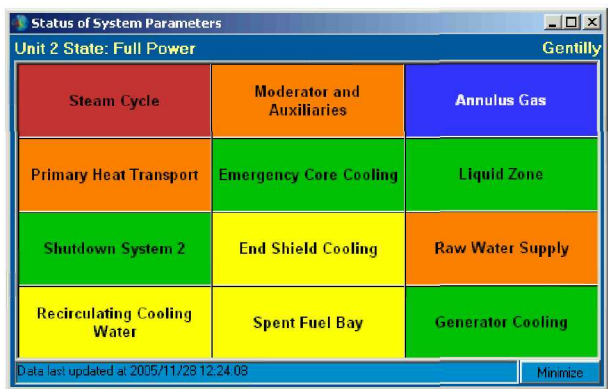 Status of System Parameters
Unit 2 State: Full Power Gentilly
Steam Cycle
Moderator and
Auxiliaries
Annulus Gas
Primary Heat Transport
Emergency Core Cooling
Liquid Zone
Shutdown System 2
End Shield Cooling
Raw Water Supply
Recirculating Cooling
Water
Spent Fuel Bay
Generator Cooling
Data last updated at 2005/11/28 12:24:08
Minimize